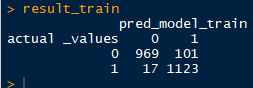 > result_train
pred_model_train
actual _values 0 1
0 969 101
1 17 1123
>